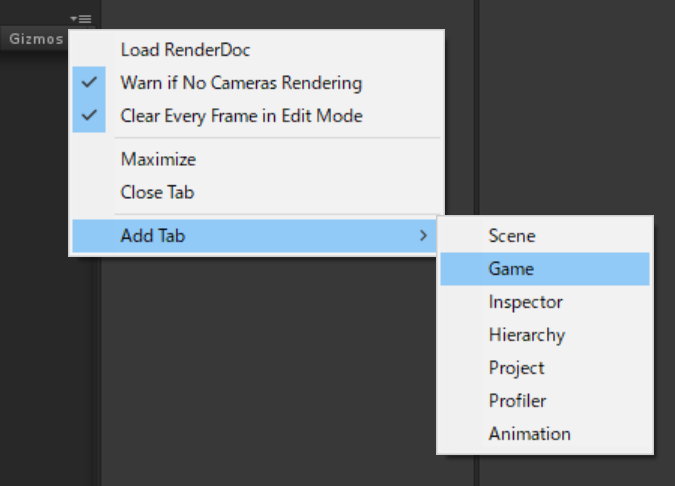 Gizmos
Load RenderDoc
Warn if No Cameras Rendering
Clear Every Frame in Edit Mode
Maximize
Close Tab
Add Tab
Scene
Game
Inspector
Hierarchy
Project
Profiler
Animation